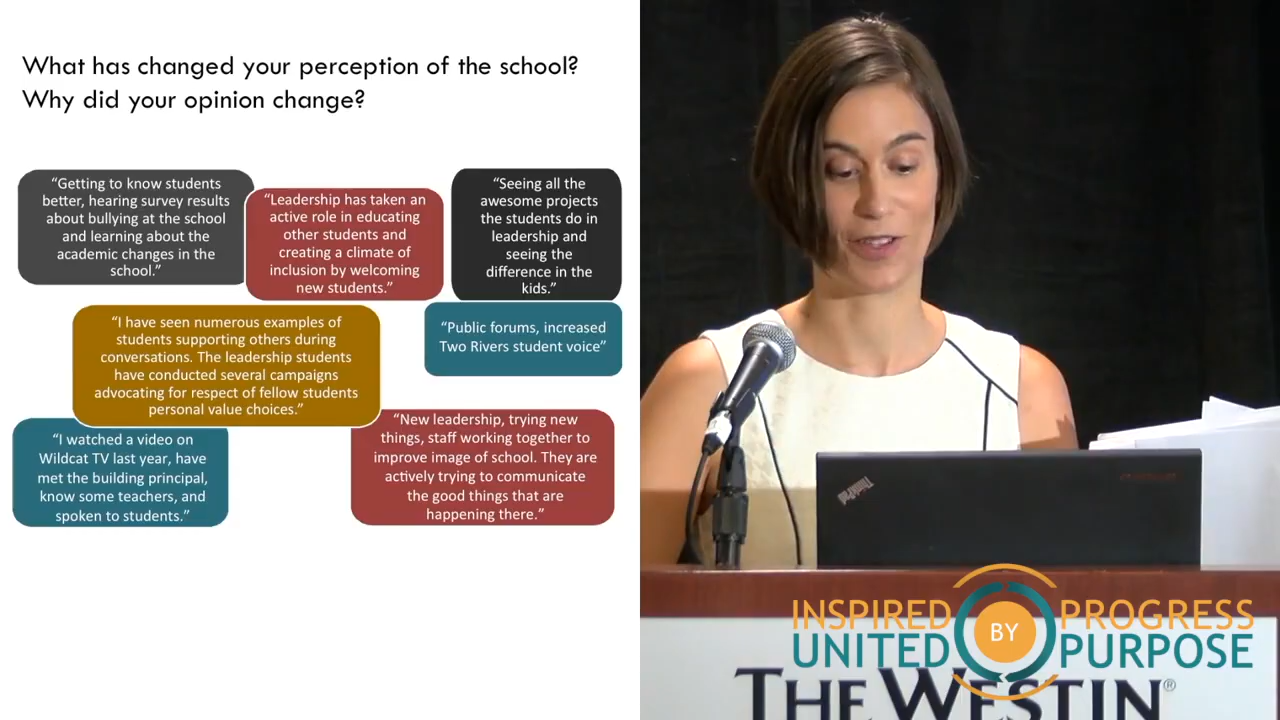 What has changed your perception of the school?
Why did your opinion change?
“Getting to know students
better, hearing survey results
about bullying at the school
and learning about the
academic changes in the
school.”
“Leadership has taken an
active role in educating
other students and
creating a climate of
inclusion by welcoming
new students.”
“Seeing all the
awesome projects
the students do in
leadership and
seeing the
difference in the
kids.”
“I have seen numerous examples of
students supporting others during
conversations. The leadership students
have conducted several campaigns
advocating for respect of fellow students
personal value choices.”
“Public forums, increased
Two Rivers student voice”
“I watched a video on
Wildcat TV last year, have
met the building principal,
know some teachers, and
spoken to students.”
“New leadership, trying new
things, staff working together to
improve image of school. They are
actively trying to communicate
the good things that are
happening there.”
ThinkPad
INSPIRED BY PROGRESS
UNITED PURPOSE
THE WESTIN®